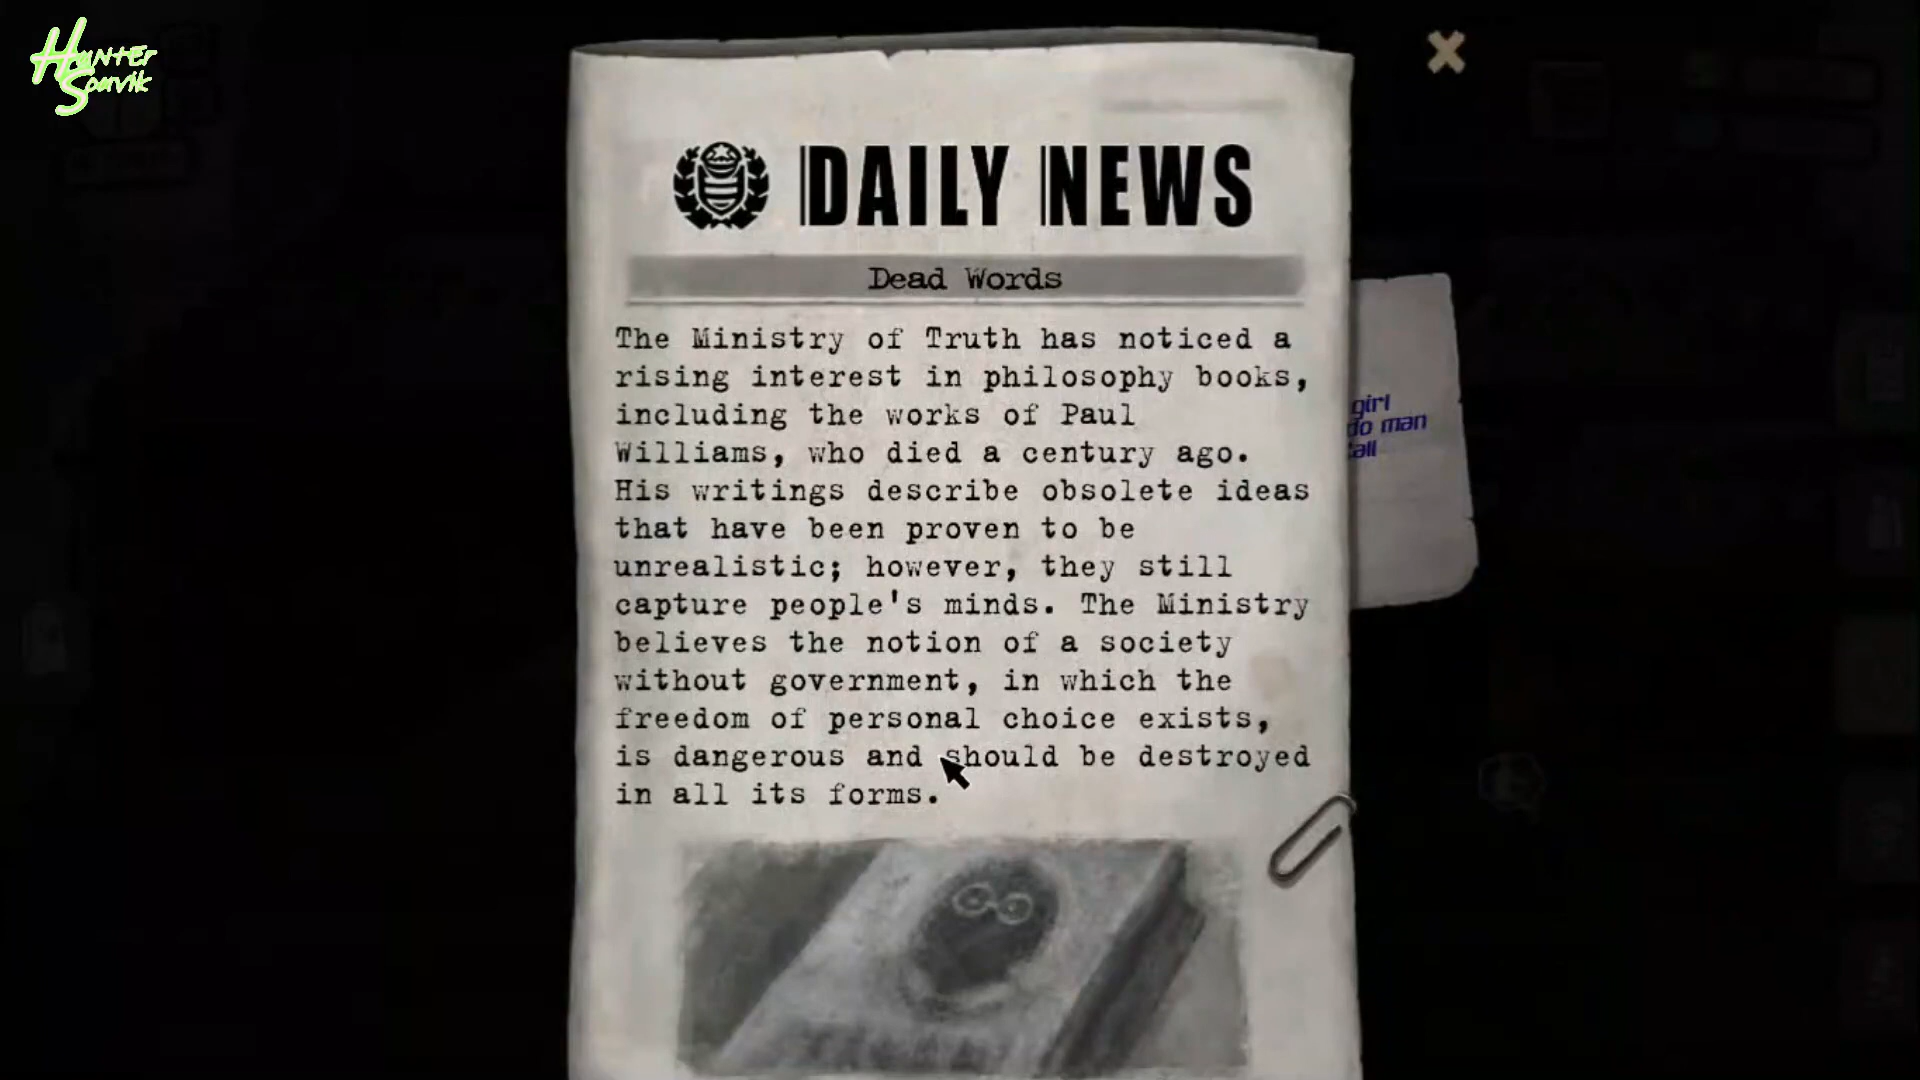 Hunter
DAILY NEWS
Dead Words
The Ministry of Truth has noticed a
rising interest in philosophy books,
including the works of Paul
Williams, who died a century ago.
His writings describe obsolete ideas
that have been proven to be
unrealistic; however, they still
capture people's minds. The Ministry
believes the notion of a society
without government, in which the
freedom of personal choice exists,
is dangerous and should be destroyed
in all its forms.
girl
do man